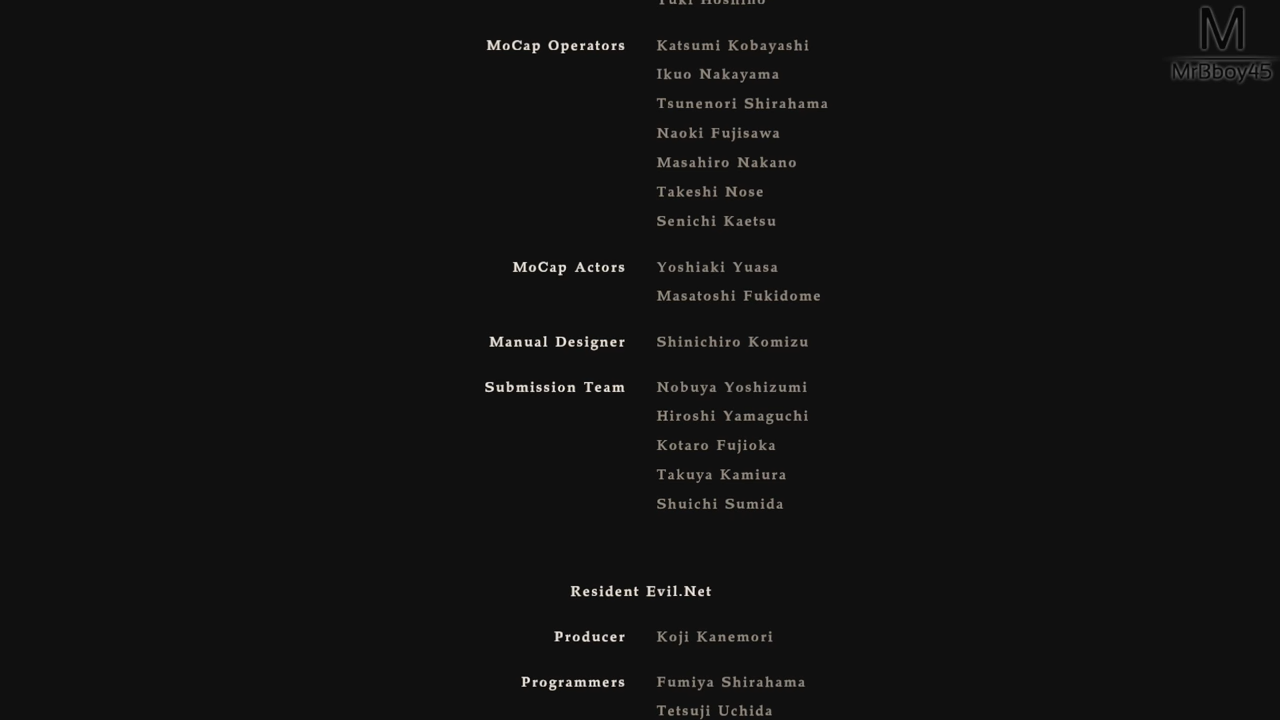 Yuki Hoshino
MoCap Operators Katsumi Kobayashi
Ikuo Nakayama
Tsunenori Shirahama
Naoki Fujisawa
Masahiro Nakano
Takeshi Nose
Senichi Kaetsu
MoCap Actors Yoshiaki Yuasa
Masatoshi Fukidome
Manual Designer Shinichiro Komizu
Submission Team Nobuya Yoshizumi
Hiroshi Yamaguchi
Kotaro Fujioka
Takuya Kamiura
Shuichi Sumida
Resident Evil.Net
Producer Koji Kanemori
Programmers Fumiya Shirahama
Tetsuji Uchida
M
MrBboy45